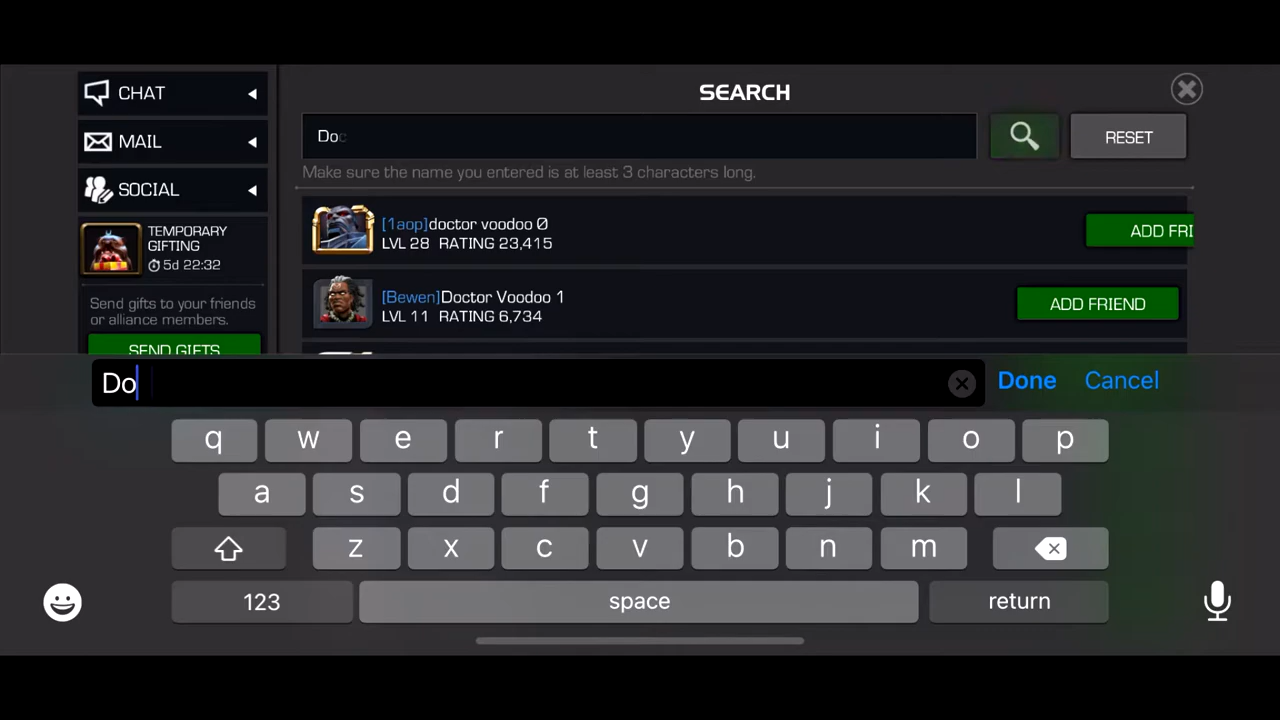 CHAT
MAIL
SOCIAL
TEMPORARY
GIFTING
5d 22:32
Send gifts to your friends
or alliance members.
SEND GIFTS
SEARCH
Doc
RESET
Make sure the name you entered is at least 3 characters long.
[1aop]doctor voodoo 0
LVL 28 RATING 23,415
ADD FRI
[Bewen]Doctor Voodoo 1
LVL 11 RATING 6,734
ADD FRIEND
Do
Done Cancel
q w e r t y u i o p
a s d f g h j k l
z x c v b n m
123 space return